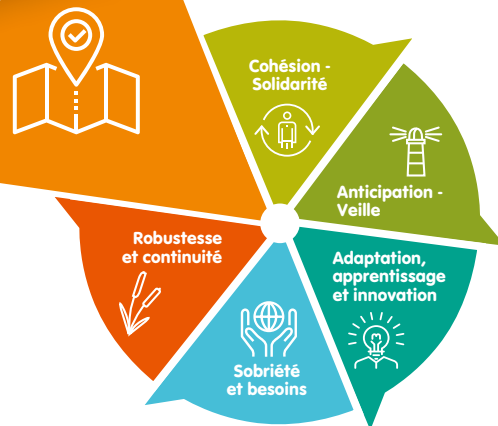 Cohésion -
Solidarité
Anticipation -
Veille
Adaptation,
apprentissage
et innovation
Sobriété
et besoins
Robustesse
et continuité